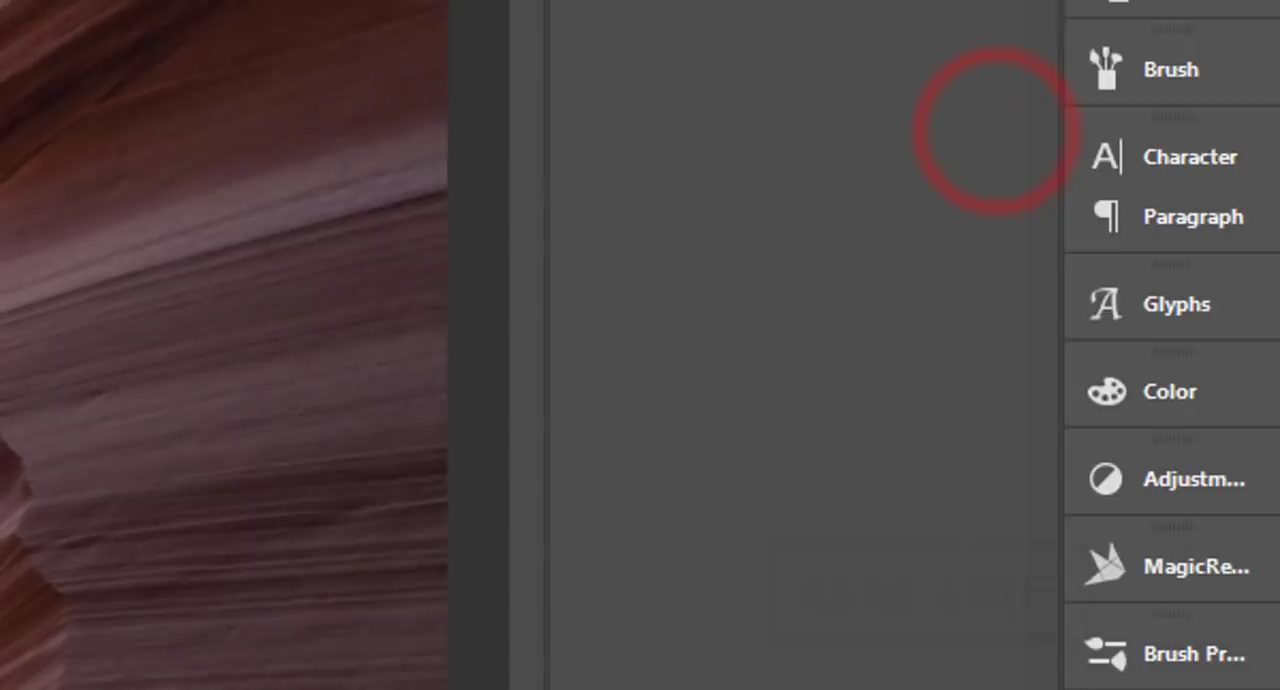 Brush
Character
Paragraph
Glyphs
Color
Adjustm...
MagicRe...
Brush Pr...